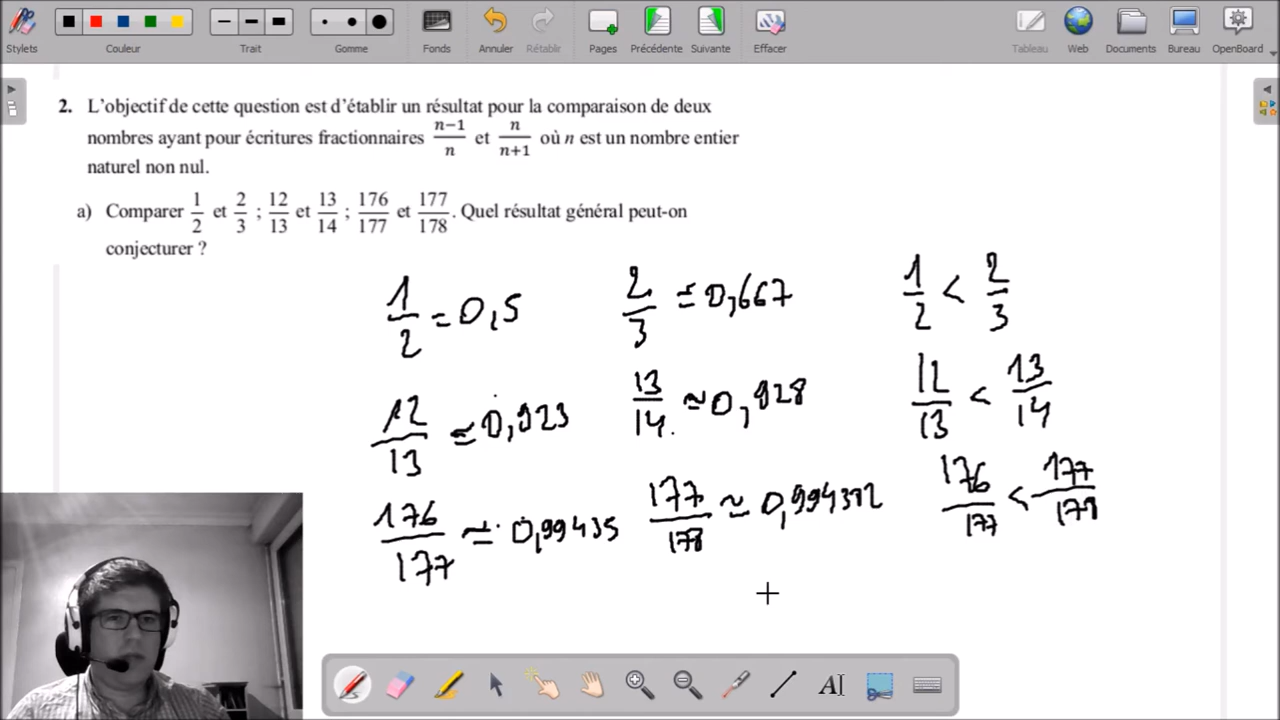 Stylets Couleur Trait Gomme Fonds Annuler Rétablir Pages Précédente Suivante Effacer Tableau Web Documents Bureau OpenBoard
2. L'objectif de cette question est d'établir un résultat pour la comparaison de deux
nombres ayant pour écritures fractionnaires (n−1)/n et n/(n+1) où n est un nombre entier
naturel non nul.
a) Comparer 1/2 et 2/3 ; 12/13 et 13/14 ; 176/177 et 177/178. Quel résultat général peut-on
conjecturer ?
1/2 = 0,5 2/3 ≃ 0,667 1/2 < 2/3
12/13 ≃ 0,923 13/14 ≃ 0,928 12/13 < 13/14
176/177 ≃ 0,99435 177/178 ≃ 0,994382 176/177 < 177/178
AI